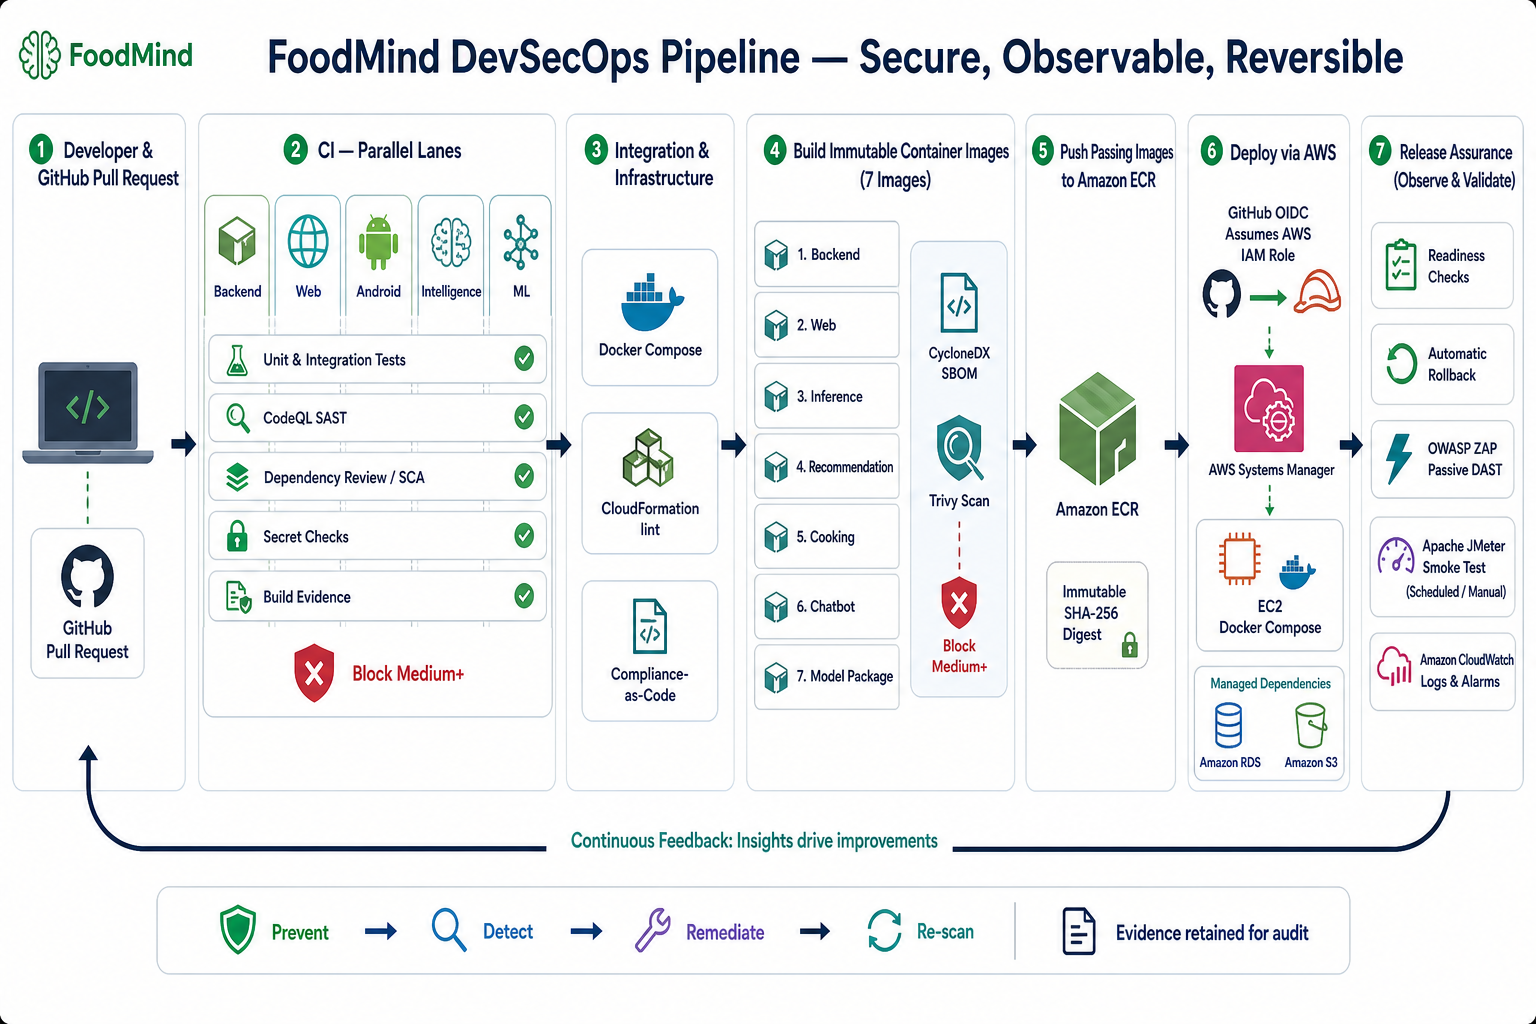 FoodMind
FoodMind DevSecOps Pipeline — Secure, Observable, Reversible
1 Developer &
GitHub Pull Request
</>
GitHub
Pull Request
2 CI — Parallel Lanes
Backend
Web
Android
Intelligence
ML
Unit & Integration Tests
CodeQL SAST
Dependency Review / SCA
Secret Checks
Build Evidence
Block Medium+
3 Integration &
Infrastructure
Docker Compose
CloudFormation
lint
</>
Compliance-
as-Code
4 Build Immutable Container Images
(7 Images)
1. Backend
2. Web
3. Inference
4. Recommendation
5. Cooking
6. Chatbot
7. Model Package
</>
CycloneDX
SBOM
Trivy Scan
Block
Medium+
5 Push Passing Images
to Amazon ECR
Amazon ECR
Immutable
SHA-256
Digest
6 Deploy via AWS
GitHub OIDC
Assumes AWS
IAM Role
AWS Systems Manager
EC2
Docker Compose
Managed Dependencies
Amazon RDS
Amazon S3
7 Release Assurance
(Observe & Validate)
Readiness
Checks
Automatic
Rollback
OWASP ZAP
Passive DAST
Apache JMeter
Smoke Test
(Scheduled / Manual)
Amazon CloudWatch
Logs & Alarms
Continuous Feedback: Insights drive improvements
Prevent
Detect
Remediate
Re-scan
Evidence retained for audit